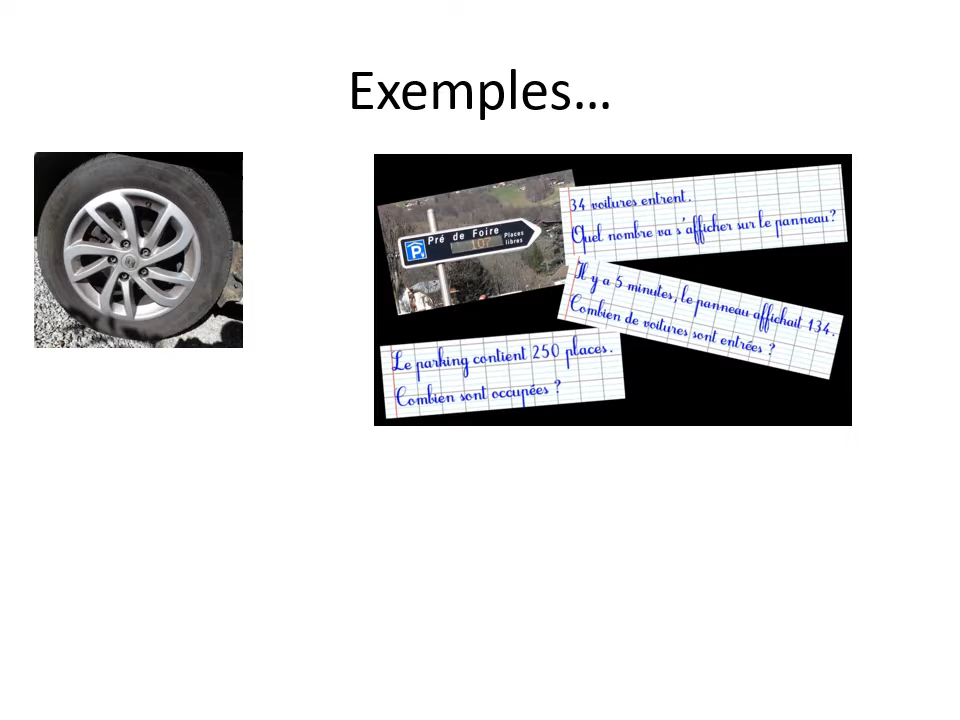 Exemples…
Pré de Foire
Places
libres
P
34 voitures entrent.
Quel nombre va s'afficher sur le panneau?
Il y a 5 minutes, le panneau affichait 134.
Combien de voitures sont entrées ?
Le parking contient 250 places.
Combien sont occupées ?